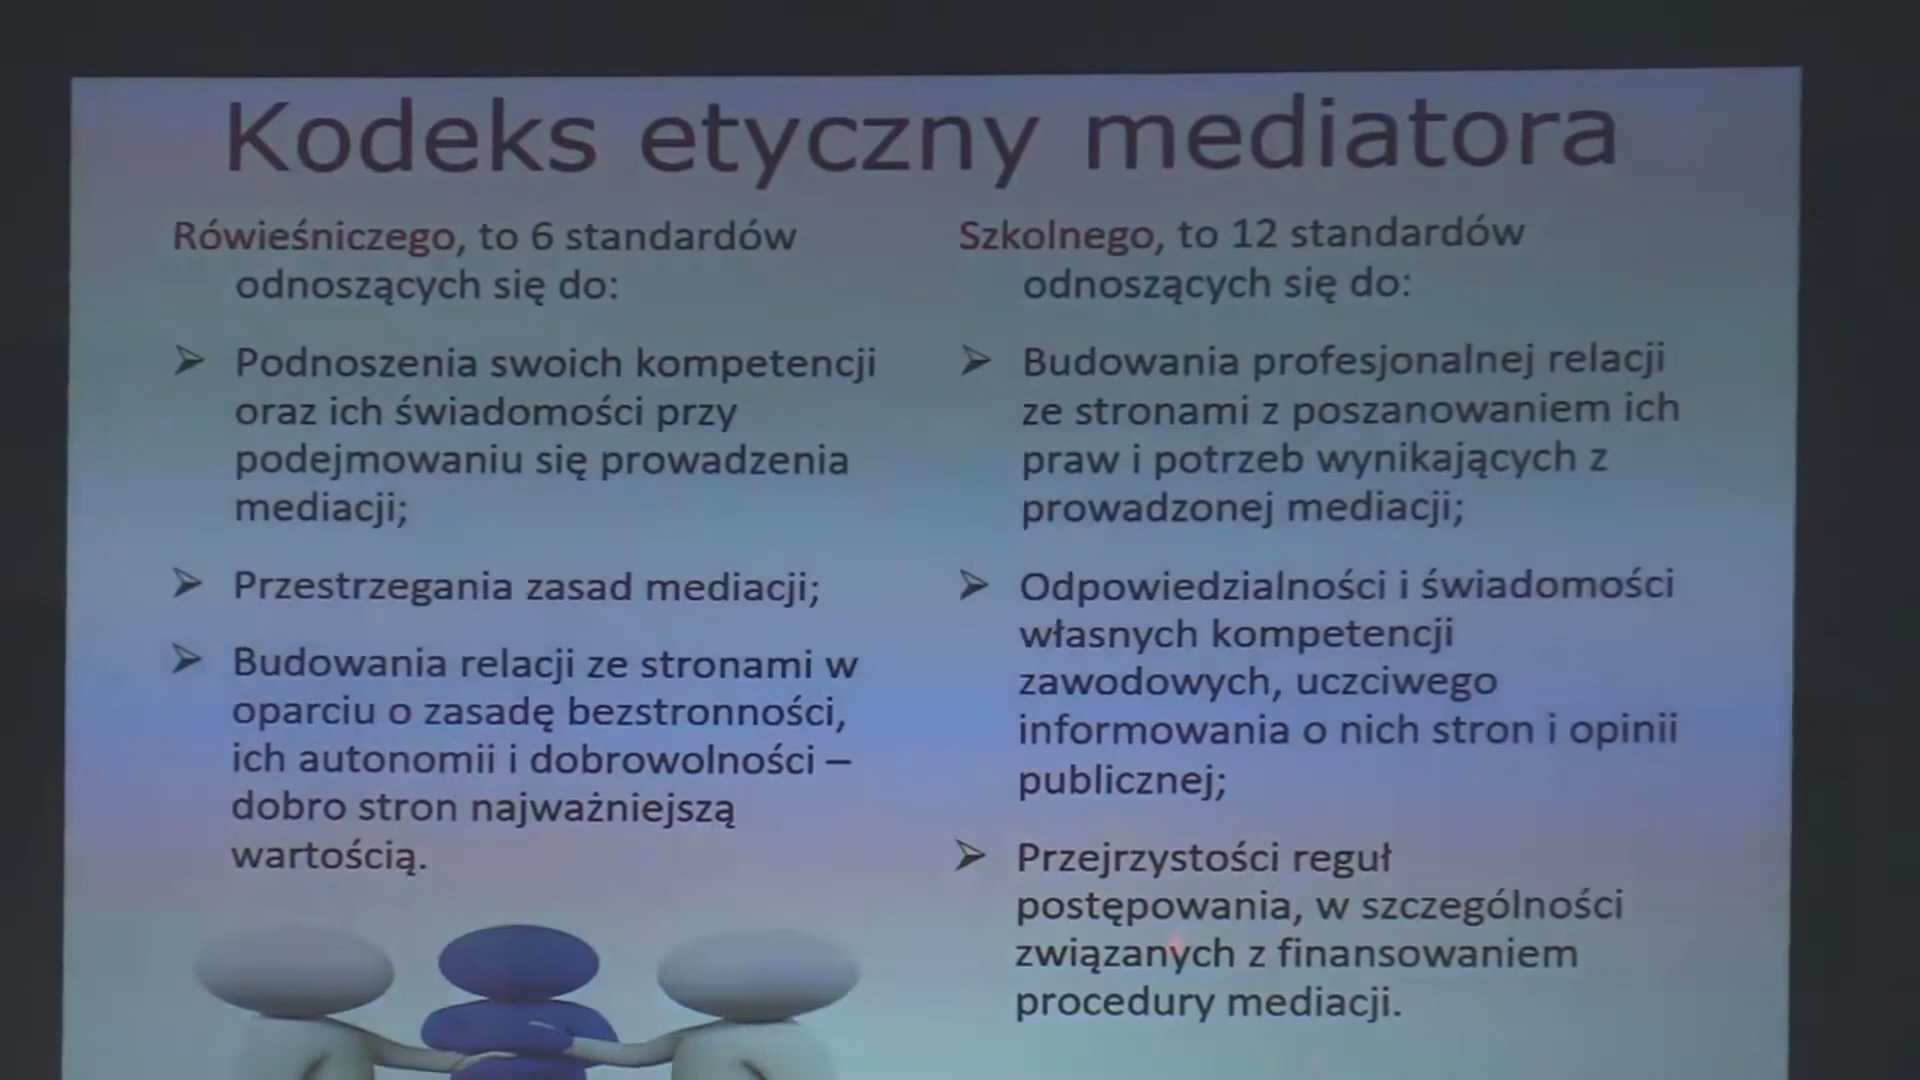 Kodeks etyczny mediatora
Rówieśniczego, to 6 standardów
odnoszących się do:
➢ Podnoszenia swoich kompetencji
oraz ich świadomości przy
podejmowaniu się prowadzenia
mediacji;
➢ Przestrzegania zasad mediacji;
➢ Budowania relacji ze stronami w
oparciu o zasadę bezstronności,
ich autonomii i dobrowolności –
dobro stron najważniejszą
wartością.
Szkolnego, to 12 standardów
odnoszących się do:
➢ Budowania profesjonalnej relacji
ze stronami z poszanowaniem ich
praw i potrzeb wynikających z
prowadzonej mediacji;
➢ Odpowiedzialności i świadomości
własnych kompetencji
zawodowych, uczciwego
informowania o nich stron i opinii
publicznej;
➢ Przejrzystości reguł
postępowania, w szczególności
związanych z finansowaniem
procedury mediacji.